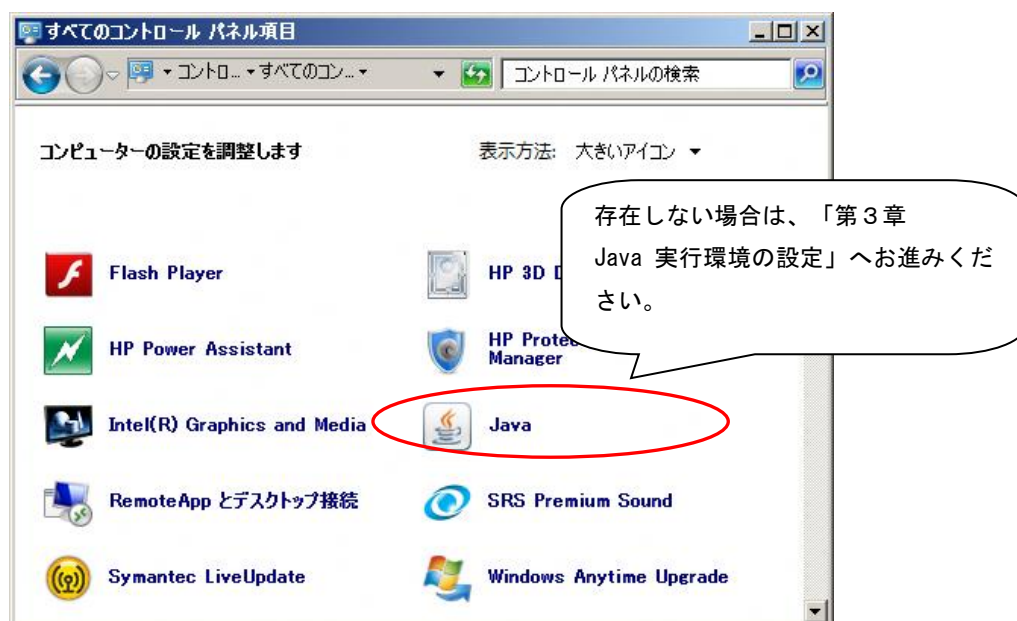 すべてのコントロール パネル項目
コントロ... すべてのコン...
コントロール パネルの検索
コンピューターの設定を調整します
表示方法: 大きいアイコン
存在しない場合は、「第３章
Java 実行環境の設定」へお進みくだ
さい。
Flash Player
HP 3D
HP Power Assistant
HP
Manager
Intel(R) Graphics and Media
Java
RemoteApp とデスクトップ接続
SRS Premium Sound
Symantec LiveUpdate
Windows Anytime Upgrade